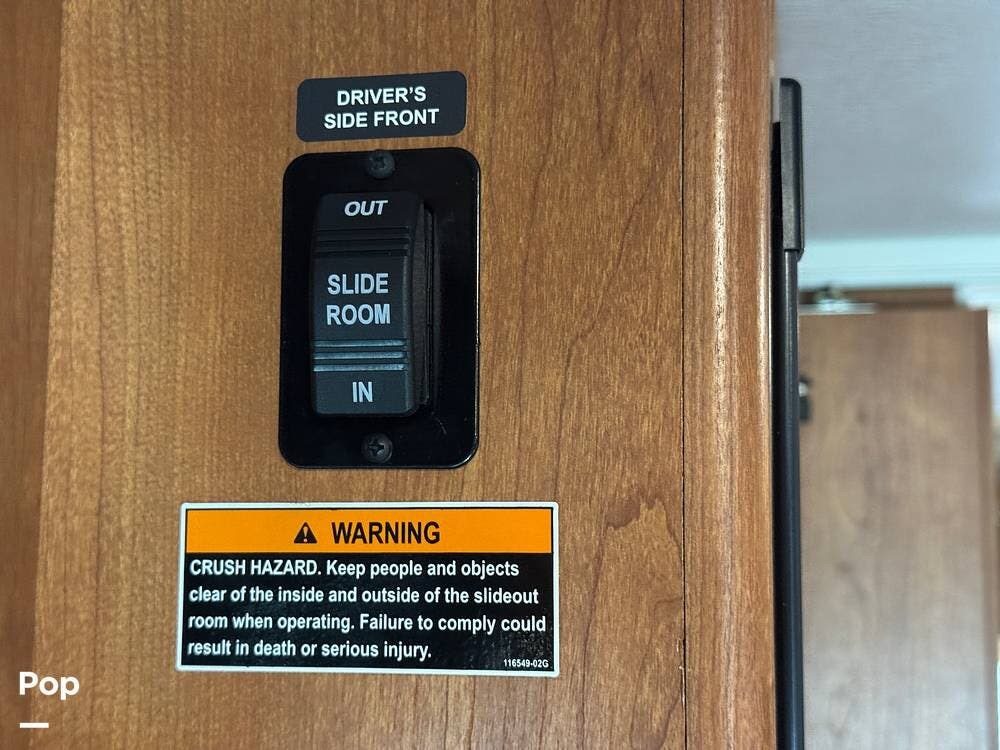 DRIVER'S
SIDE FRONT
OUT
SLIDE
ROOM
IN
WARNING
CRUSH HAZARD. Keep people and objects
clear of the inside and outside of the slideout
room when operating. Failure to comply could
result in death or serious injury.
116549-02G
Pop